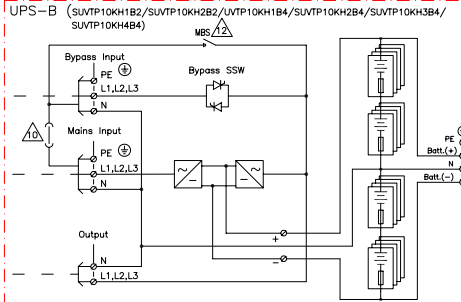 UPS-B (SUVTP10KH1B2/SUVTP10KH2B2/UVTP10KH1B4/SUVTP10KH2B4/SUVTP10KH3B4/
SUVTP10KH4B4)
MBS 12
Bypass Input
PE
Bypass SSW
L1,L2,L3
N
10
Mains Input
PE
L1,L2,L3
N
PE
Batt.(+)
N
Batt.(-)
Output
N
L1,L2,L3
+
-